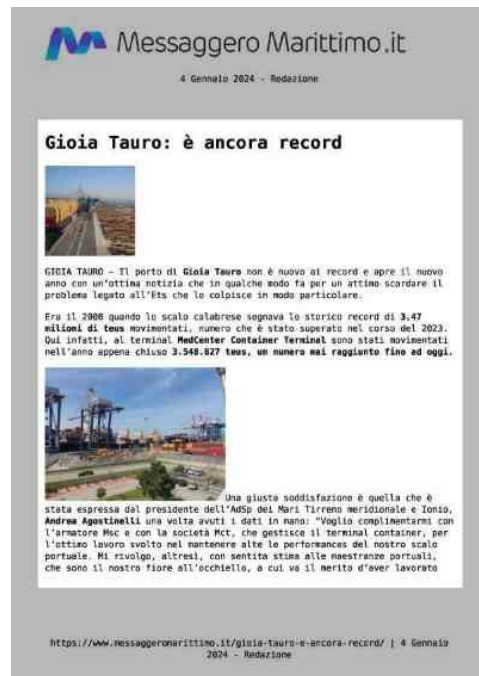 Messaggero Marittimo.it
4 Gennaio 2024 - Redazione
Gioia Tauro: è ancora record
GIOIA TAURO – Il porto di Gioia Tauro non è nuovo ai record e apre il nuovo
anno con un'ottima notizia che in qualche modo fa per un attimo scordare il
problema legato all'Ets che lo colpisce in modo particolare.
Era il 2008 quando lo scalo calabrese segnava lo storico record di 3,47
milioni di teus movimentati, numero che è stato superato nel corso del 2023.
Qui infatti, al terminal MedCenter Container Terminal sono stati movimentati
nell'anno appena chiuso 3.548.827 teus, un numero mai raggiunto fino ad oggi.
Una giusta soddisfazione è quella che è
stata espressa dal presidente dell'AdSp dei Mari Tirreno meridionale e Ionio,
Andrea Agostinelli una volta avuti i dati in mano: "Voglio complimentarmi con
l'armatore Msc e con la società Mct, che gestisce il terminal container, per
l'ottimo lavoro svolto nel mantenere alte le performances del nostro scalo
portuale. Mi rivolgo, altresì, con sentita stima alle maestranze portuali,
che sono il nostro fiore all'occhiello, a cui va il merito d'aver lavorato
https://www.messaggeromarittimo.it/gioia-tauro-e-ancora-record/ | 4 Gennaio
2024 - Redazione